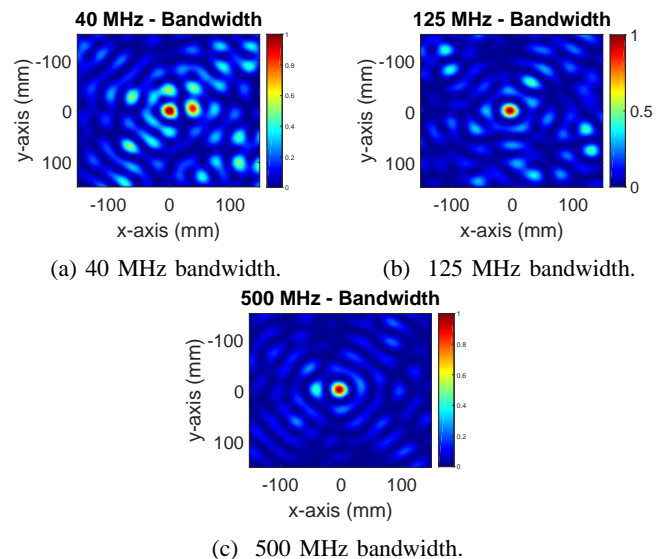 40 MHz - Bandwidth
-100
0
100
y-axis (mm)
-100 0 100
x-axis (mm)
1
0.8
0.6
0.4
0.2
0
(a) 40 MHz bandwidth.
125 MHz - Bandwidth
-100
0
100
y-axis (mm)
-100 0 100
x-axis (mm)
1
0.5
0
(b) 125 MHz bandwidth.
500 MHz - Bandwidth
-100
0
100
y-axis (mm)
-100 0 100
x-axis (mm)
1
0.8
0.6
0.4
0.2
0
(c) 500 MHz bandwidth.